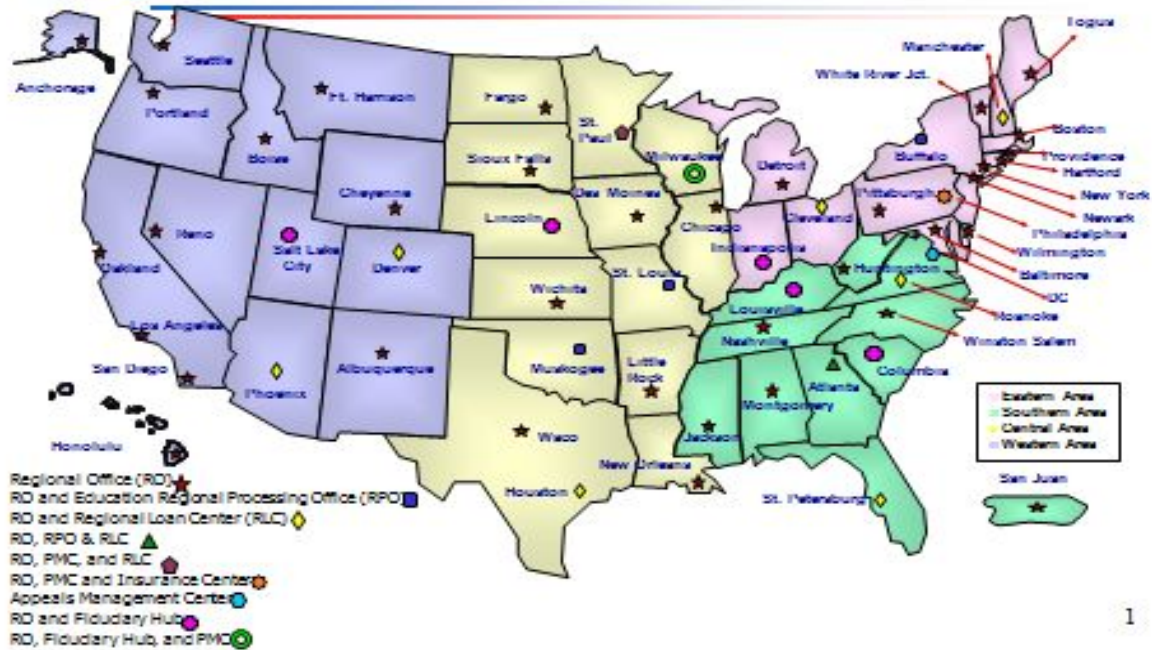 Togus
Manchester
White River Jct.
Seattle
Anchorage
Portland
Ft. Harrison
Fargo
St.
Paul
Boise
Sioux Falls
Milwaukee
Detroit
Buffalo
Boston
Providence
Hartford
Cheyenne
Des Moines
Pittsburgh
New York
Newark
Lincoln
Chicago
Cleveland
Philadelphia
Reno
Salt Lake
City
Denver
Indianapolis
Wilmington
Oakland
St. Louis
Huntington
Baltimore
DC
Wichita
Louisville
Roanoke
Los Angeles
Nashville
Winston Salem
San Diego
Phoenix
Albuquerque
Muskogee
Little
Rock
Atlanta
Columbia
Montgomery
Jackson
Waco
Honolulu
New Orleans
Houston
St. Petersburg
San Juan
Eastern Area
Southern Area
Central Area
Western Area
Regional Office (RO)
RO and Education Regional Processing Office (RPO)
RO and Regional Loan Center (RLC)
RO, RPO & RLC
RO, PMC, and RLC
RO, PMC and Insurance Center
Appeals Management Center
RO and Fiduciary Hub
RO, Fiduciary Hub, and PMC
1